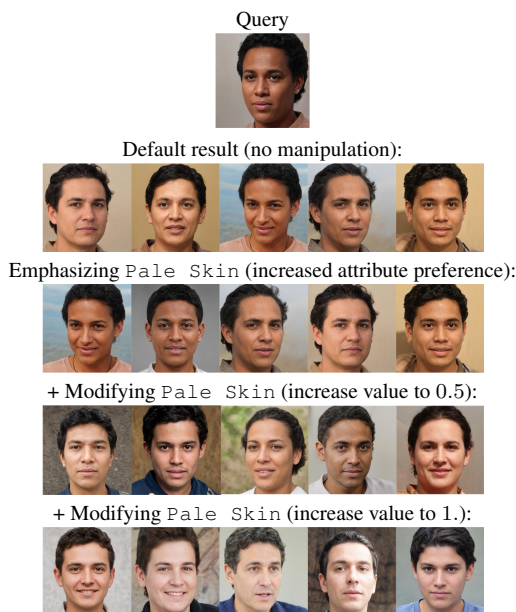 Query
Default result (no manipulation):
Emphasizing Pale Skin (increased attribute preference):
+ Modifying Pale Skin (increase value to 0.5):
+ Modifying Pale Skin (increase value to 1.):